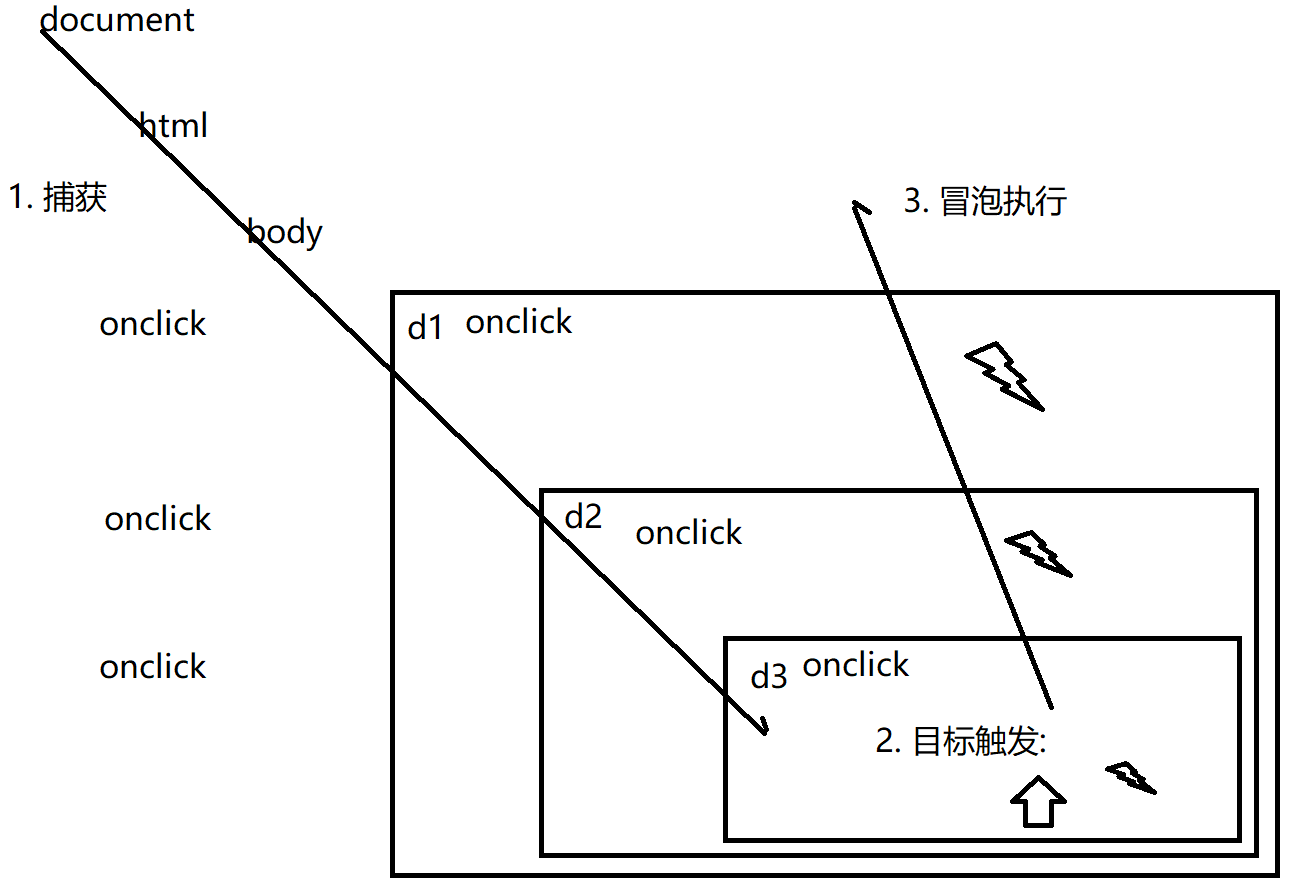 document
html
1. 捕获
3. 冒泡执行
body
onclick
d1 onclick
onclick
d2 onclick
onclick
d3 onclick
2. 目标触发: